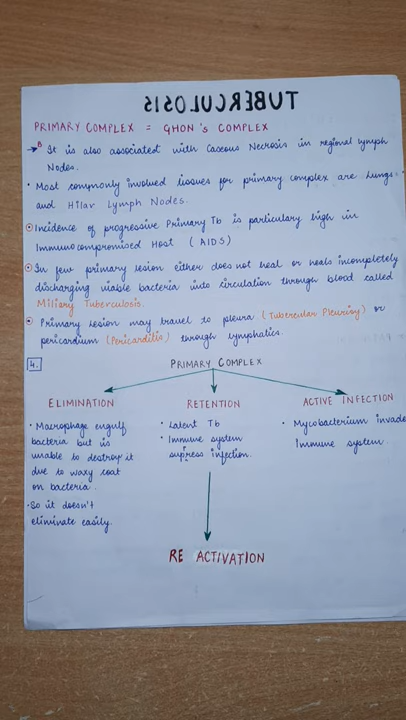 TUBERCULOSIS
PRIMARY COMPLEX = GHON's COMPLEX
It is also associated with Caseous Necrosis in regional lymph
Nodes.
• Most commonly involved tissues for primary complex are Lungs
and Hilar Lymph Nodes.
Incidence of progressive Primary Tb is particulary high in
Immunocompromised Host (AIDS)
In few primary lesion either does not heal or heals incompletely
discharging viable bacteria into circulation through blood called
Miliary Tuberculosis.
Primary lesion may travel to pleura (Tubercular Pleurisy) or
pericardium (Pericarditis) through lymphatics.
4. PRIMARY COMPLEX
ELIMINATION
• Macrophage engulf
bacteria but is
unable to destroy it
due to waxy coat
on bacteria.
• So it doesn't
eliminate easily.
RETENTION
• Latent Tb
• Immune system
supress infection.
RE ACTIVATION
ACTIVE INFECTION
• Mycobacterium invade
Immune system.